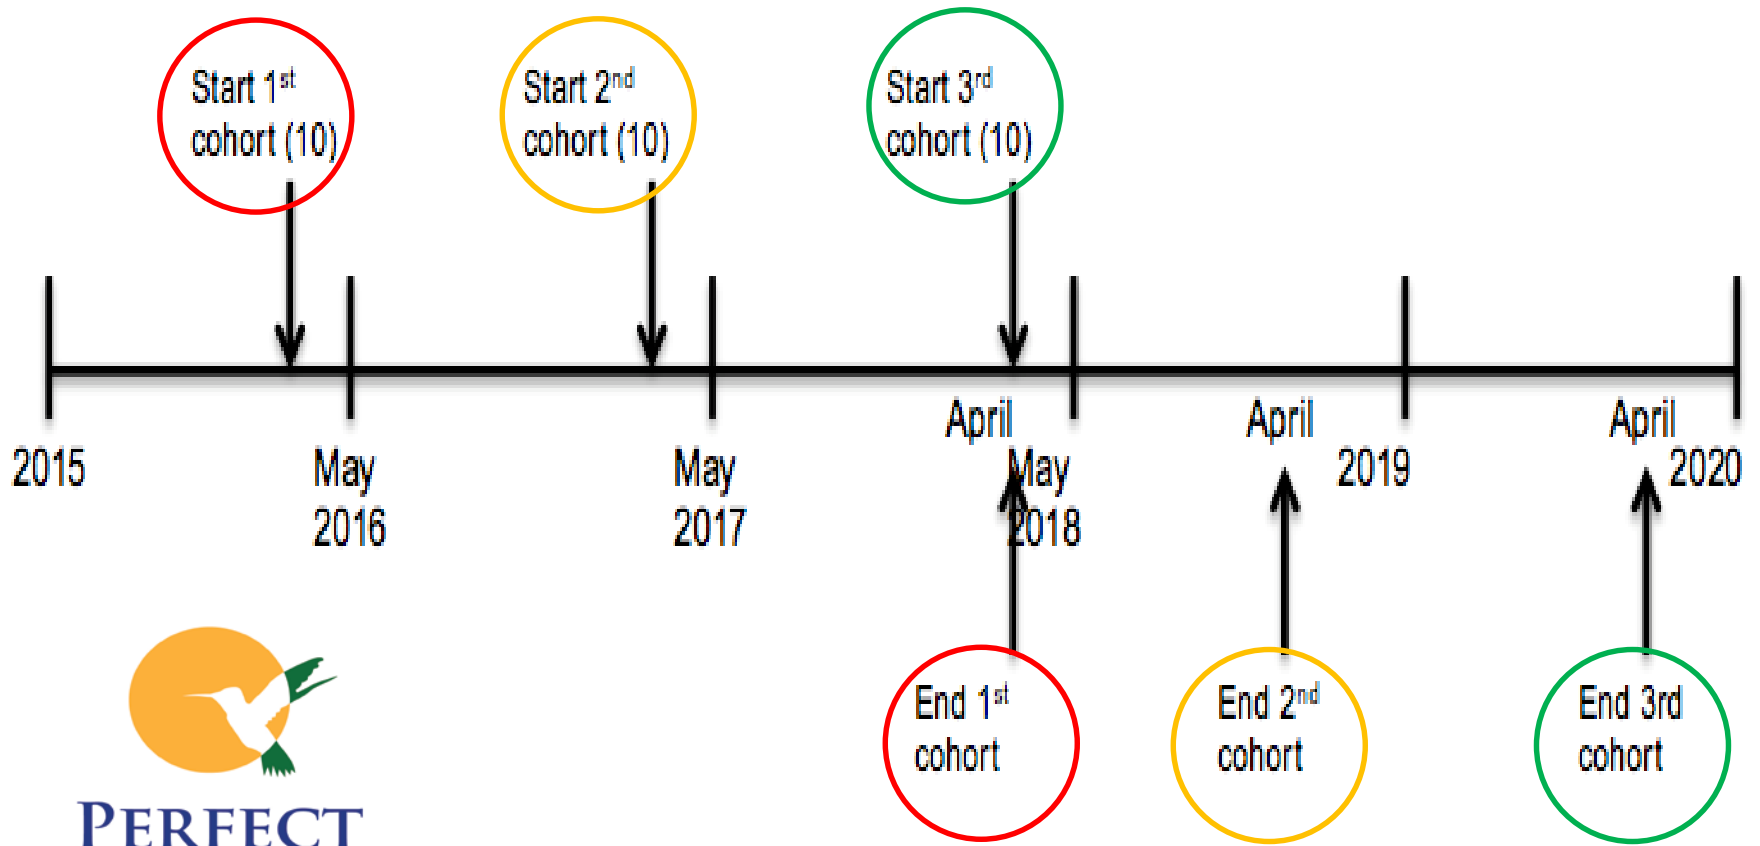 Start 1st
cohort (10)
Start 2nd
cohort (10)
Start 3rd
cohort (10)
April
April
April
2015
May
2016
May
2017
May
2018
2019
2020
End 1st
cohort
End 2nd
cohort
End 3rd
cohort
PERFECT